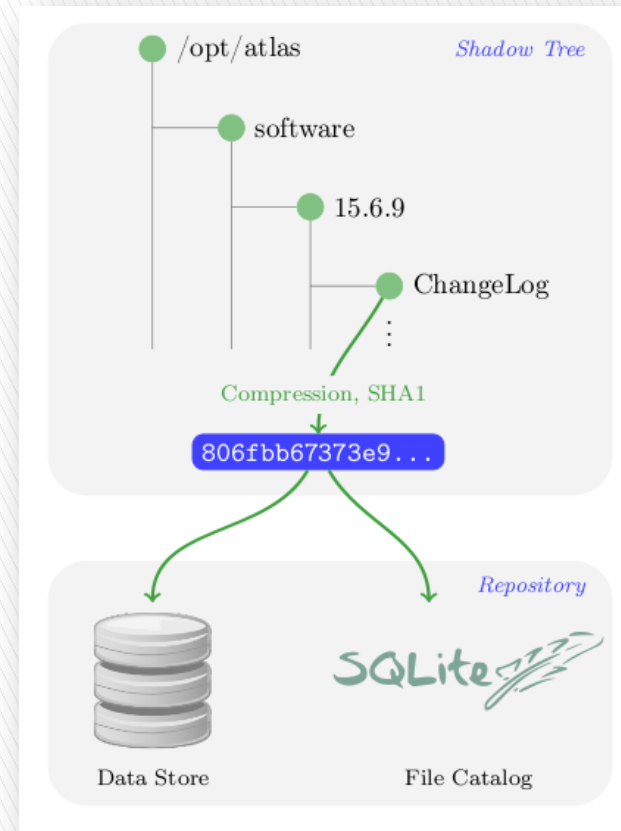 /opt/atlas
Shadow Tree
software
15.6.9
ChangeLog
⋮
Compression, SHA1
806fbb67373e9...
Repository
SQLite
Data Store
File Catalog